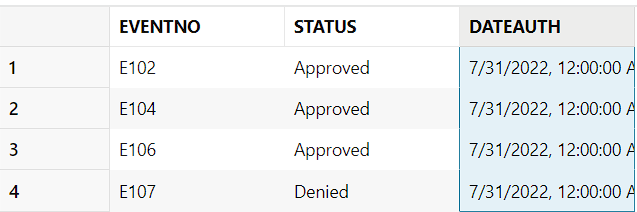 EVENTNO STATUS DATEAUTH
1 E102 Approved 7/31/2022, 12:00:00 A
2 E104 Approved 7/31/2022, 12:00:00 A
3 E106 Approved 7/31/2022, 12:00:00 A
4 E107 Denied 7/31/2022, 12:00:00 A